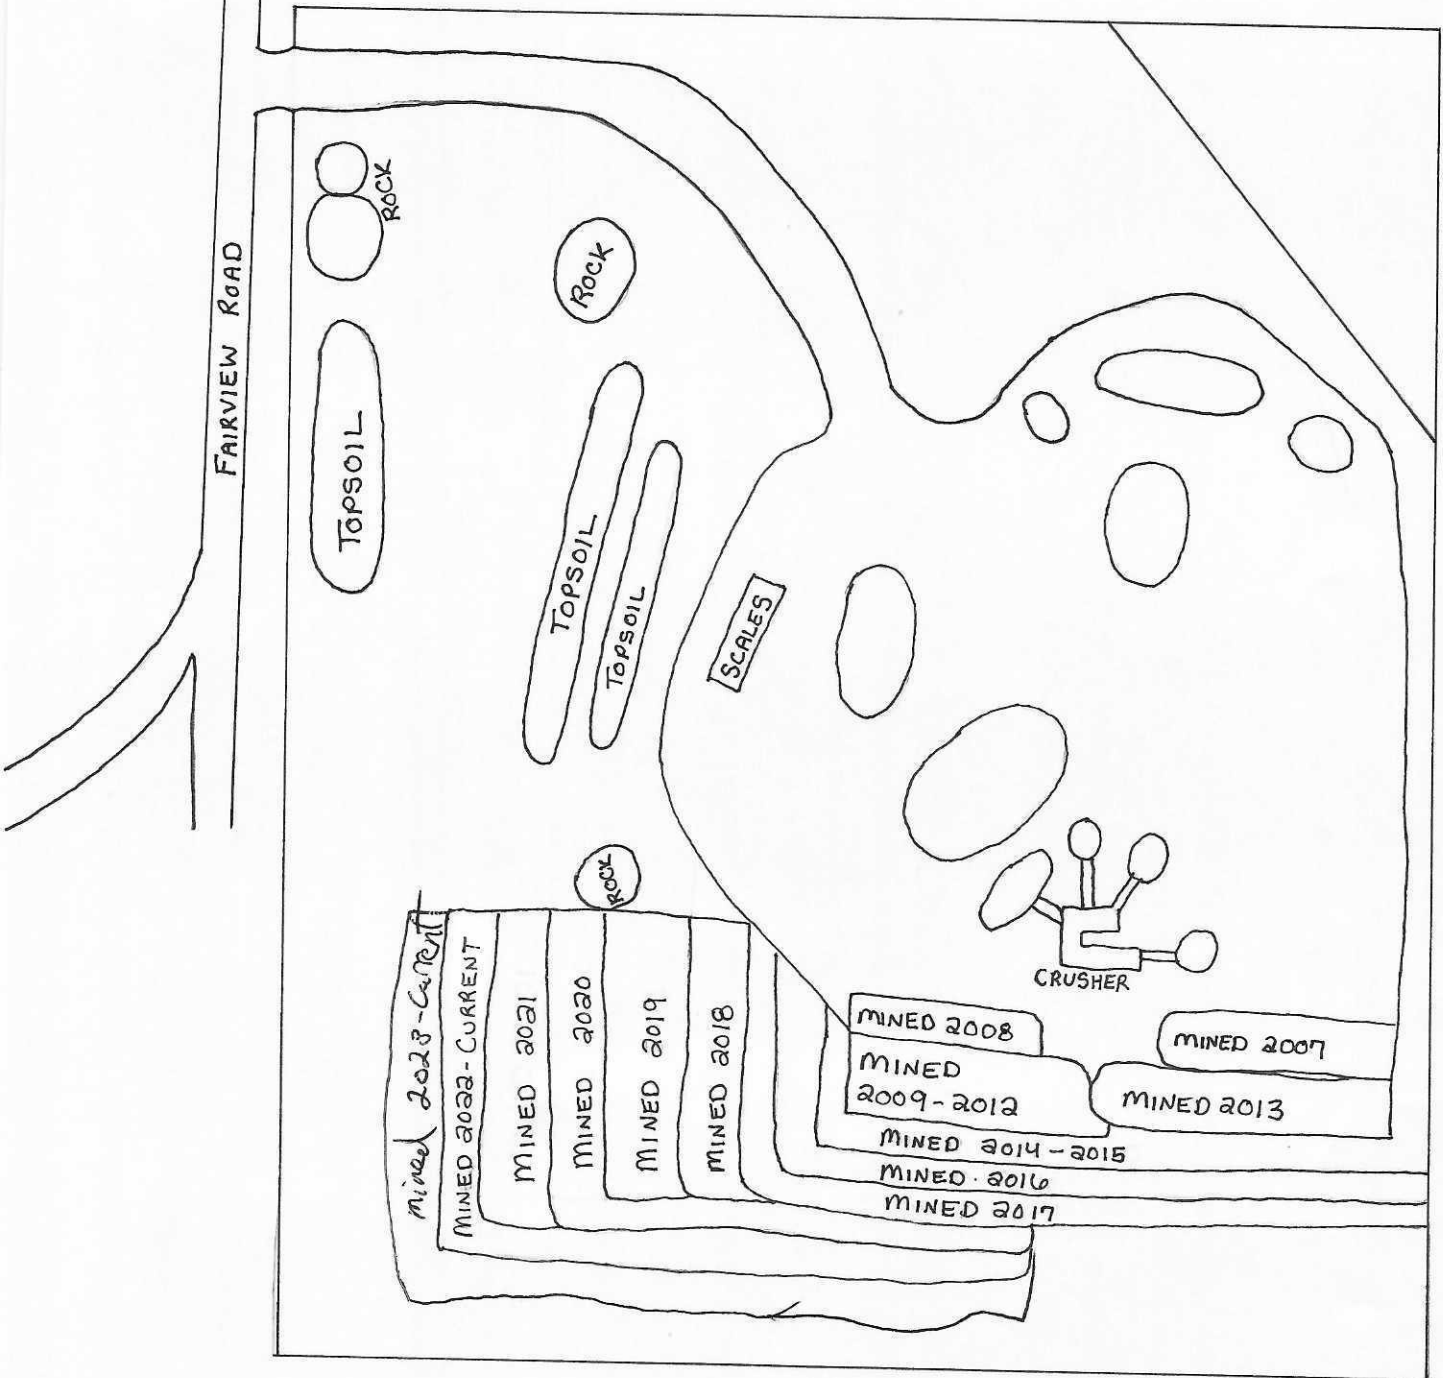 ROCK
ROCK
FAIRVIEW ROAD
TOPSOIL
TOPSOIL
TOPSOIL
SCALES
ROCK
CRUSHER
mined 2023-Current
MINED 2022-CURRENT
MINED 2021
MINED 2020
MINED 2019
MINED 2018
MINED 2008
MINED 2007
MINED
2009-2012
MINED 2013
MINED 2014-2015
MINED 2016
MINED 2017